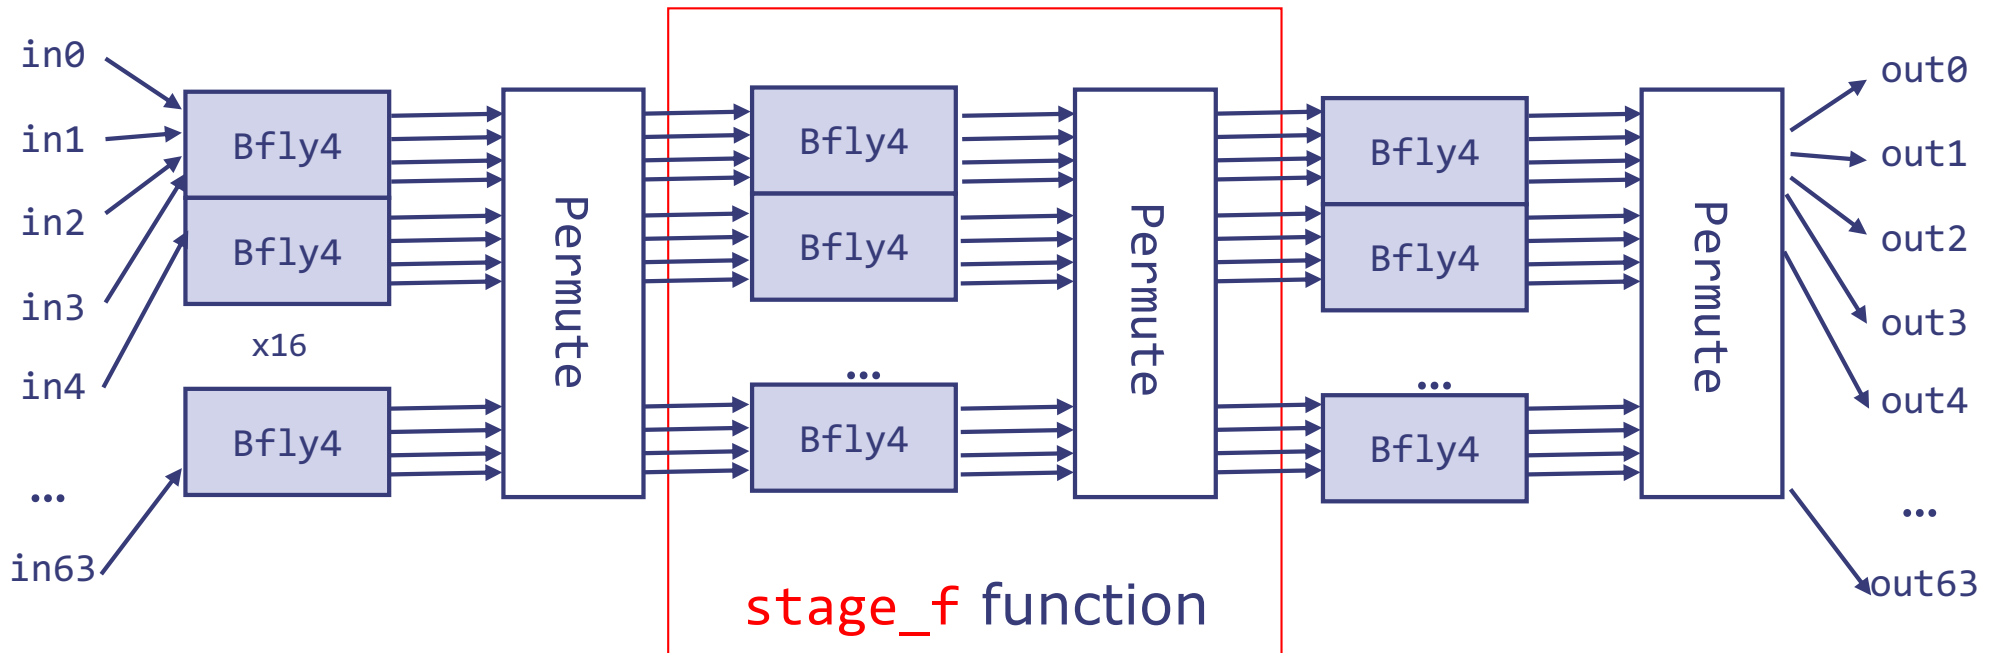 in0
in1
in2
in3
in4
...
in63
Bfly4
Bfly4
x16
Bfly4
Permute
Bfly4
Bfly4
...
Bfly4
Permute
stage_f function
Bfly4
Bfly4
...
Bfly4
Permute
out0
out1
out2
out3
out4
...
out63